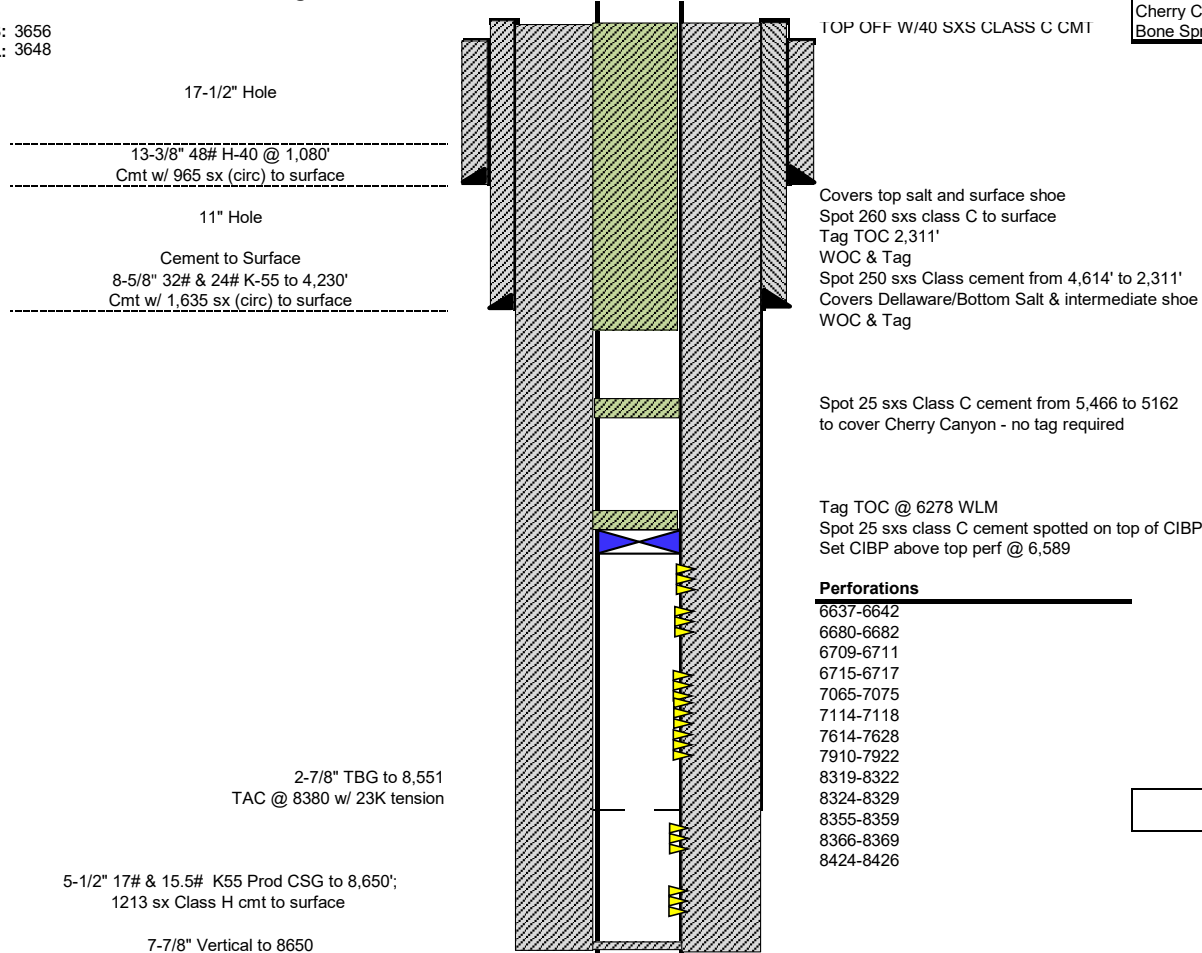 : 3656
: 3648
17-1/2" Hole
13-3/8" 48# H-40 @ 1,080'
Cmt w/ 965 sx (circ) to surface
11" Hole
Cement to Surface
8-5/8" 32# & 24# K-55 to 4,230'
Cmt w/ 1,635 sx (circ) to surface
2-7/8" TBG to 8,551
TAC @ 8380 w/ 23K tension
5-1/2" 17# & 15.5# K55 Prod CSG to 8,650';
1213 sx Class H cmt to surface
7-7/8" Vertical to 8650
TOP OFF W/40 SXS CLASS C CMT
Cherry C
Bone Spr
Covers top salt and surface shoe
Spot 260 sxs class C to surface
Tag TOC 2,311'
WOC & Tag
Spot 250 sxs Class cement from 4,614' to 2,311'
Covers Dellaware/Bottom Salt & intermediate shoe
WOC & Tag
Spot 25 sxs Class C cement from 5,466 to 5162
to cover Cherry Canyon - no tag required
Tag TOC @ 6278 WLM
Spot 25 sxs class C cement spotted on top of CIBP
Set CIBP above top perf @ 6,589
Perforations
6637-6642
6680-6682
6709-6711
6715-6717
7065-7075
7114-7118
7614-7628
7910-7922
8319-8322
8324-8329
8355-8359
8366-8369
8424-8426